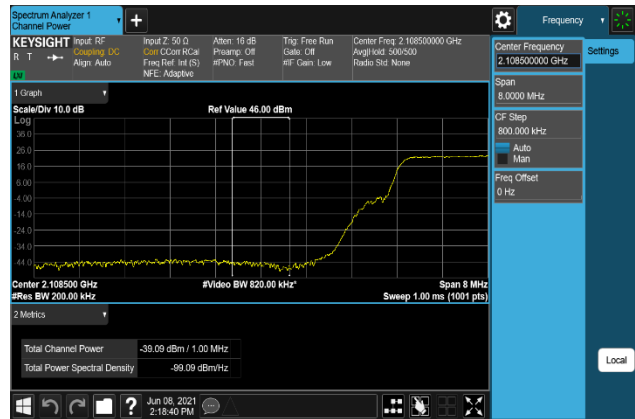 Spectrum Analyzer 1
Channel Power
Frequency
KEYSIGHT
R T
LXI
Input: RF
Coupling: DC
Align: Auto
Input Z: 50 Ω
Corr CCorr RCal
Freq Ref: Int (S)
NFE: Adaptive
Atten: 16 dB
Preamp: Off
#PNO: Fast
Trig: Free Run
Gate: Off
#IF Gain: Low
Center Freq: 2.108500000 GHz
Avg|Hold: 500/500
Radio Std: None
Center Frequency
2.108500000 GHz
Settings
Span
8.0000 MHz
CF Step
800.000 kHz
Auto
Man
Freq Offset
0 Hz
1 Graph
Scale/Div 10.0 dB
Ref Value 46.00 dBm
Log
36.0
26.0
16.0
6.00
-4.00
-14.0
-24.0
-34.0
-44.0
Center 2.108500 GHz
#Video BW 820.00 kHz*
Span 8 MHz
#Res BW 200.00 kHz
Sweep 1.00 ms (1001 pts)
2 Metrics
Total Channel Power -39.09 dBm / 1.00 MHz
Total Power Spectral Density -99.09 dBm/Hz
Local
?
Jun 08, 2021
2:18:40 PM